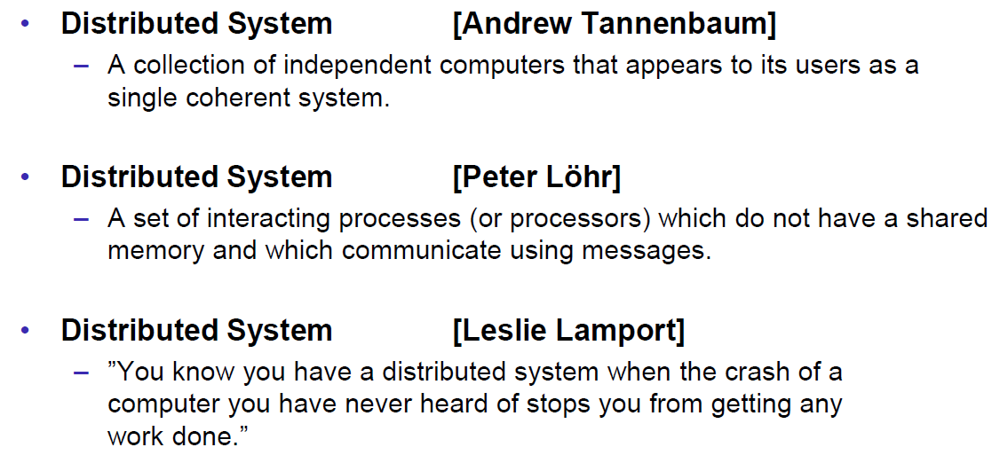 • Distributed System [Andrew Tannenbaum]
– A collection of independent computers that appears to its users as a
single coherent system.
• Distributed System [Peter Löhr]
– A set of interacting processes (or processors) which do not have a shared
memory and which communicate using messages.
• Distributed System [Leslie Lamport]
– ”You know you have a distributed system when the crash of a
computer you have never heard of stops you from getting any
work done.”